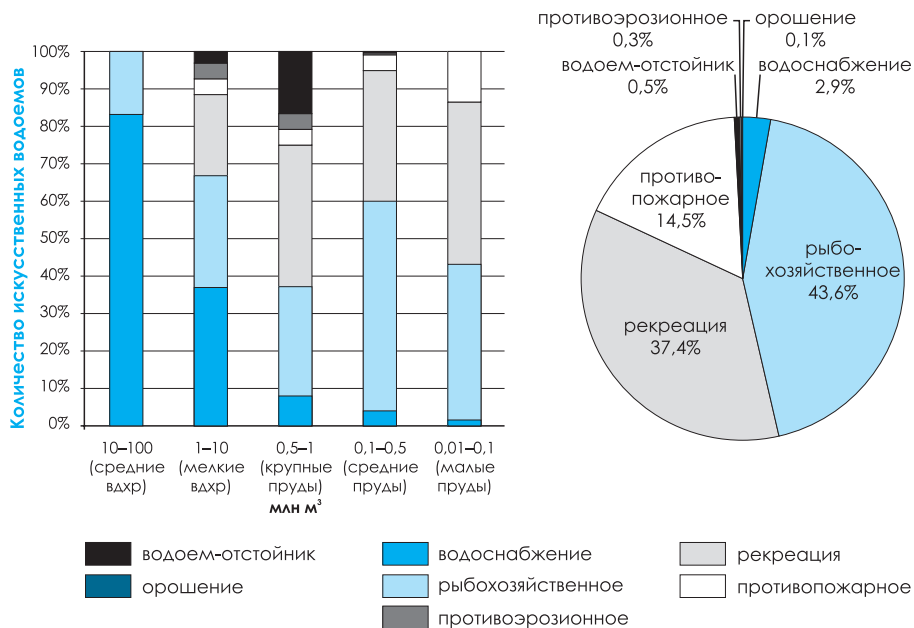 Количество искусственных водоемов
100%
90%
80%
70%
60%
50%
40%
30%
20%
10%
0%
10–100
(средние
вдхр)
1–10
(мелкие
вдхр)
0,5–1
(крупные
пруды)
0,1–0,5
(средние
пруды)
0,01–0,1
(малые
пруды)
млн м³
противоэрозионное
0,3%
орошение
0,1%
водоем-отстойник
0,5%
водоснабжение
2,9%
противо-
пожарное
14,5%
рыбо-
хозяйственное
43,6%
рекреация
37,4%
водоем-отстойник
орошение
водоснабжение
рыбохозяйственное
противоэрозионное
рекреация
противопожарное